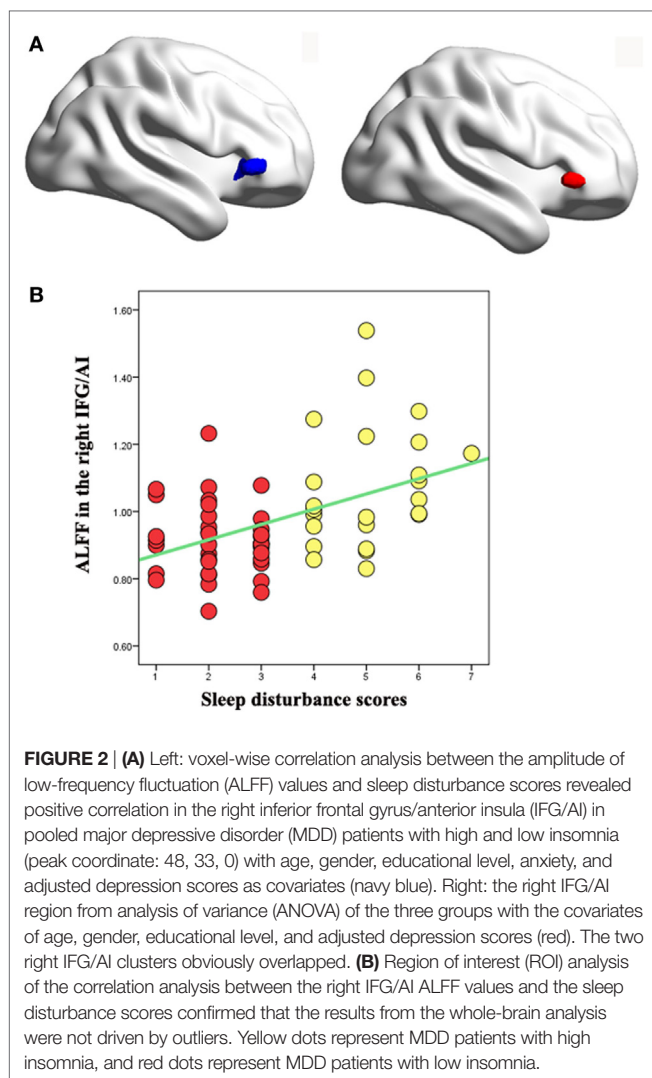 A
B
ALFF in the right IFG/AI
1.60
1.40
1.20
1.00
0.80
0.60
1 2 3 4 5 6 7
Sleep disturbance scores
FIGURE 2 | (A) Left: voxel-wise correlation analysis between the amplitude of
low-frequency fluctuation (ALFF) values and sleep disturbance scores revealed
positive correlation in the right inferior frontal gyrus/anterior insula (IFG/AI) in
pooled major depressive disorder (MDD) patients with high and low insomnia
(peak coordinate: 48, 33, 0) with age, gender, educational level, anxiety, and
adjusted depression scores as covariates (navy blue). Right: the right IFG/AI
region from analysis of variance (ANOVA) of the three groups with the covariates
of age, gender, educational level, and adjusted depression scores (red). The two
right IFG/AI clusters obviously overlapped. (B) Region of interest (ROI) analysis
of the correlation analysis between the right IFG/AI ALFF values and the sleep
disturbance scores confirmed that the results from the whole-brain analysis
were not driven by outliers. Yellow dots represent MDD patients with high
insomnia, and red dots represent MDD patients with low insomnia.